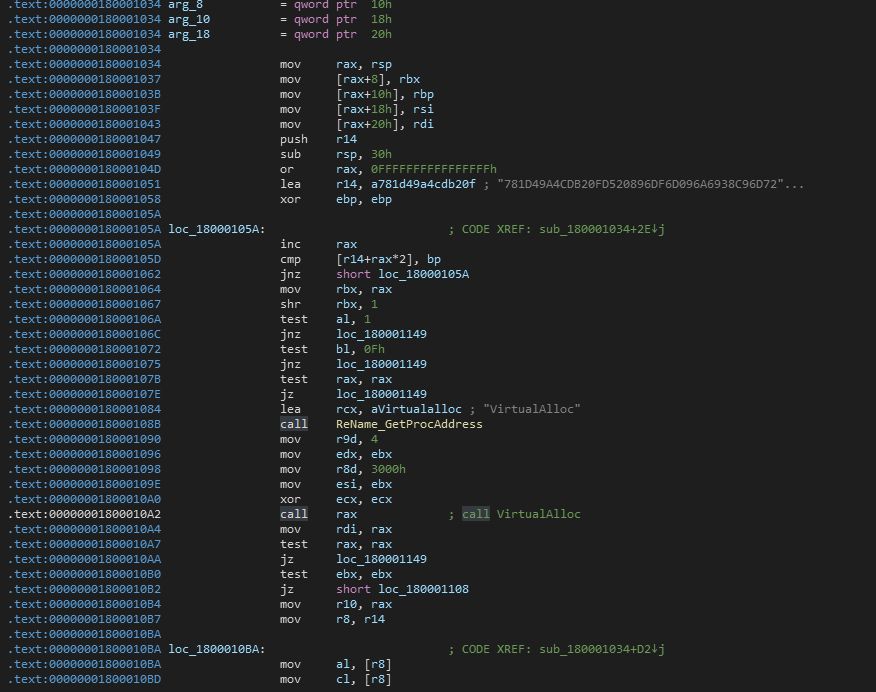 .text:0000000180001034 arg_8 = qword ptr 10h
.text:0000000180001034 arg_10 = qword ptr 18h
.text:0000000180001034 arg_18 = qword ptr 20h
.text:0000000180001034
.text:0000000180001034 mov rax, rsp
.text:0000000180001037 mov [rax+8], rbx
.text:000000018000103B mov [rax+10h], rbp
.text:000000018000103F mov [rax+18h], rsi
.text:0000000180001043 mov [rax+20h], rdi
.text:0000000180001047 push r14
.text:0000000180001049 sub rsp, 30h
.text:000000018000104D or rax, 0FFFFFFFFFFFFFFFFh
.text:0000000180001051 lea r14, a781d49a4cdb20f ; "781D49A4CDB20FD520896DF6D096A6938C96D72"...
.text:0000000180001058 xor ebp, ebp
.text:000000018000105A
.text:000000018000105A loc_18000105A: ; CODE XREF: sub_180001034+2E↓j
.text:000000018000105A inc rax
.text:000000018000105D cmp [r14+rax*2], bp
.text:0000000180001062 jnz short loc_18000105A
.text:0000000180001064 mov rbx, rax
.text:0000000180001067 shr rbx, 1
.text:000000018000106A test al, 1
.text:000000018000106C jnz loc_180001149
.text:0000000180001072 test bl, 0Fh
.text:0000000180001075 jnz loc_180001149
.text:000000018000107B test rax, rax
.text:000000018000107E jz loc_180001149
.text:0000000180001084 lea rcx, aVirtualalloc ; "VirtualAlloc"
.text:000000018000108B call ReName_GetProcAddress
.text:0000000180001090 mov r9d, 4
.text:0000000180001096 mov edx, ebx
.text:0000000180001098 mov r8d, 3000h
.text:000000018000109E mov esi, ebx
.text:00000001800010A0 xor ecx, ecx
.text:00000001800010A2 call rax ; call VirtualAlloc
.text:00000001800010A4 mov rdi, rax
.text:00000001800010A7 test rax, rax
.text:00000001800010AA jz loc_180001149
.text:00000001800010B0 test ebx, ebx
.text:00000001800010B2 jz short loc_180001108
.text:00000001800010B4 mov r10, rax
.text:00000001800010B7 mov r8, r14
.text:00000001800010BA
.text:00000001800010BA loc_1800010BA: ; CODE XREF: sub_180001034+D2↓j
.text:00000001800010BA mov al, [r8]
.text:00000001800010BD mov cl, [r8]